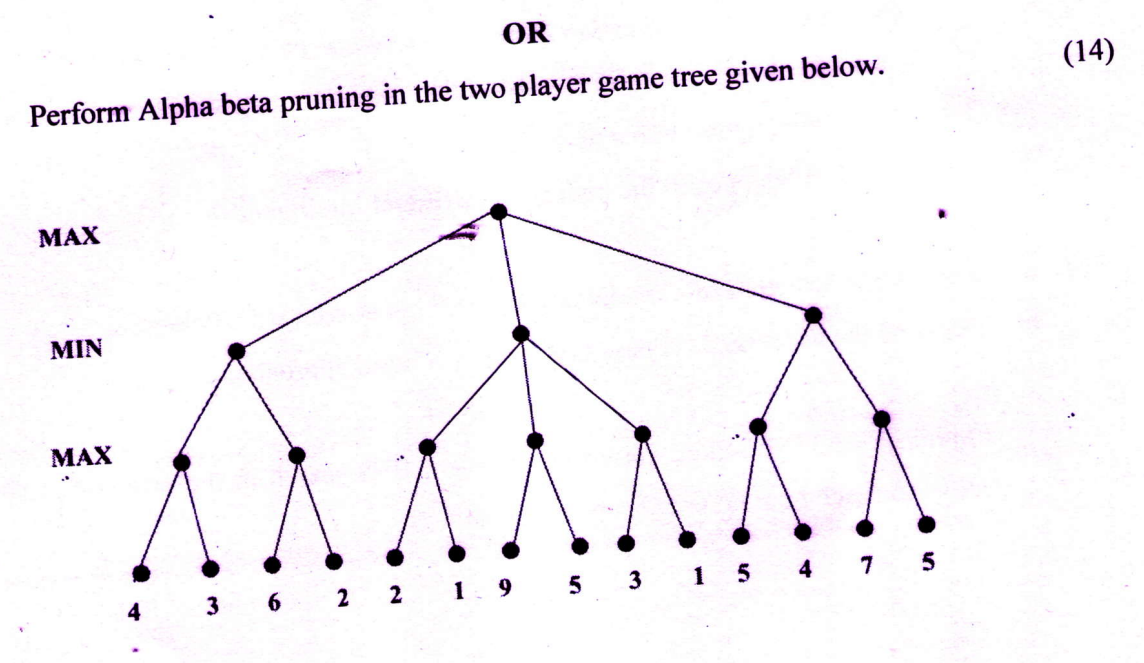 OR
(14)
Perform Alpha beta pruning in the two player game tree given below.
MAX
MIN
MAX
4 3 6 2 2 1 9 5 3 1 5 4 7 5